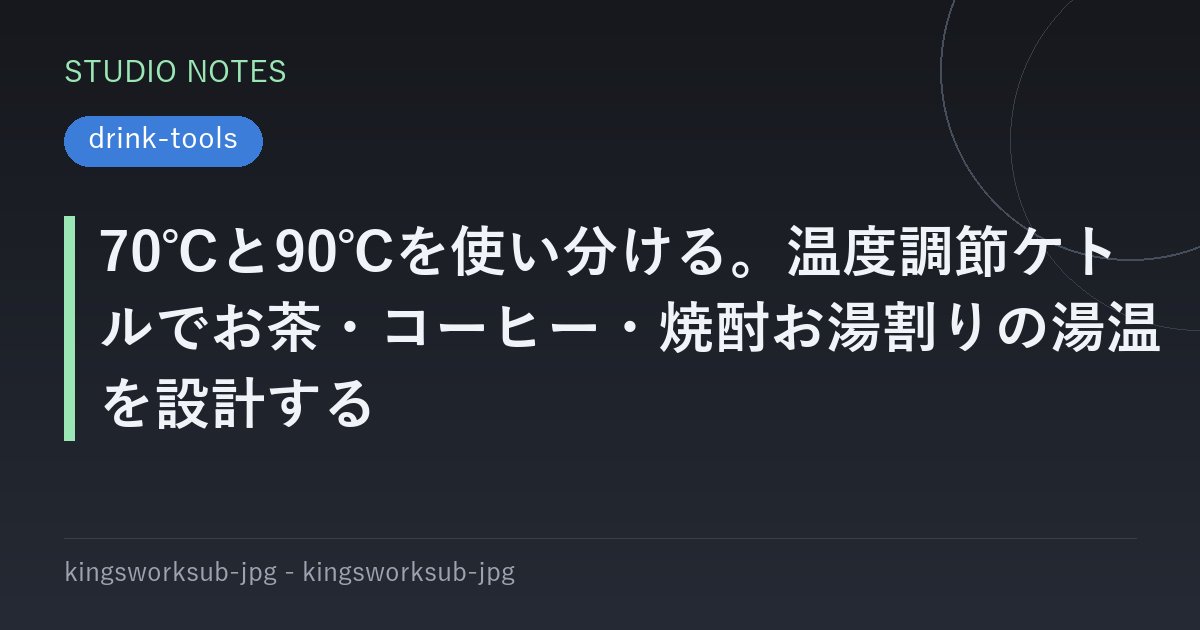 STUDIO NOTES
drink-tools
70℃と90℃を使い分ける。温度調節ケト
ルでお茶・コーヒー・焼酎お湯割りの湯温
を設計する
kingsworksub-jpg - kingsworksub-jpg